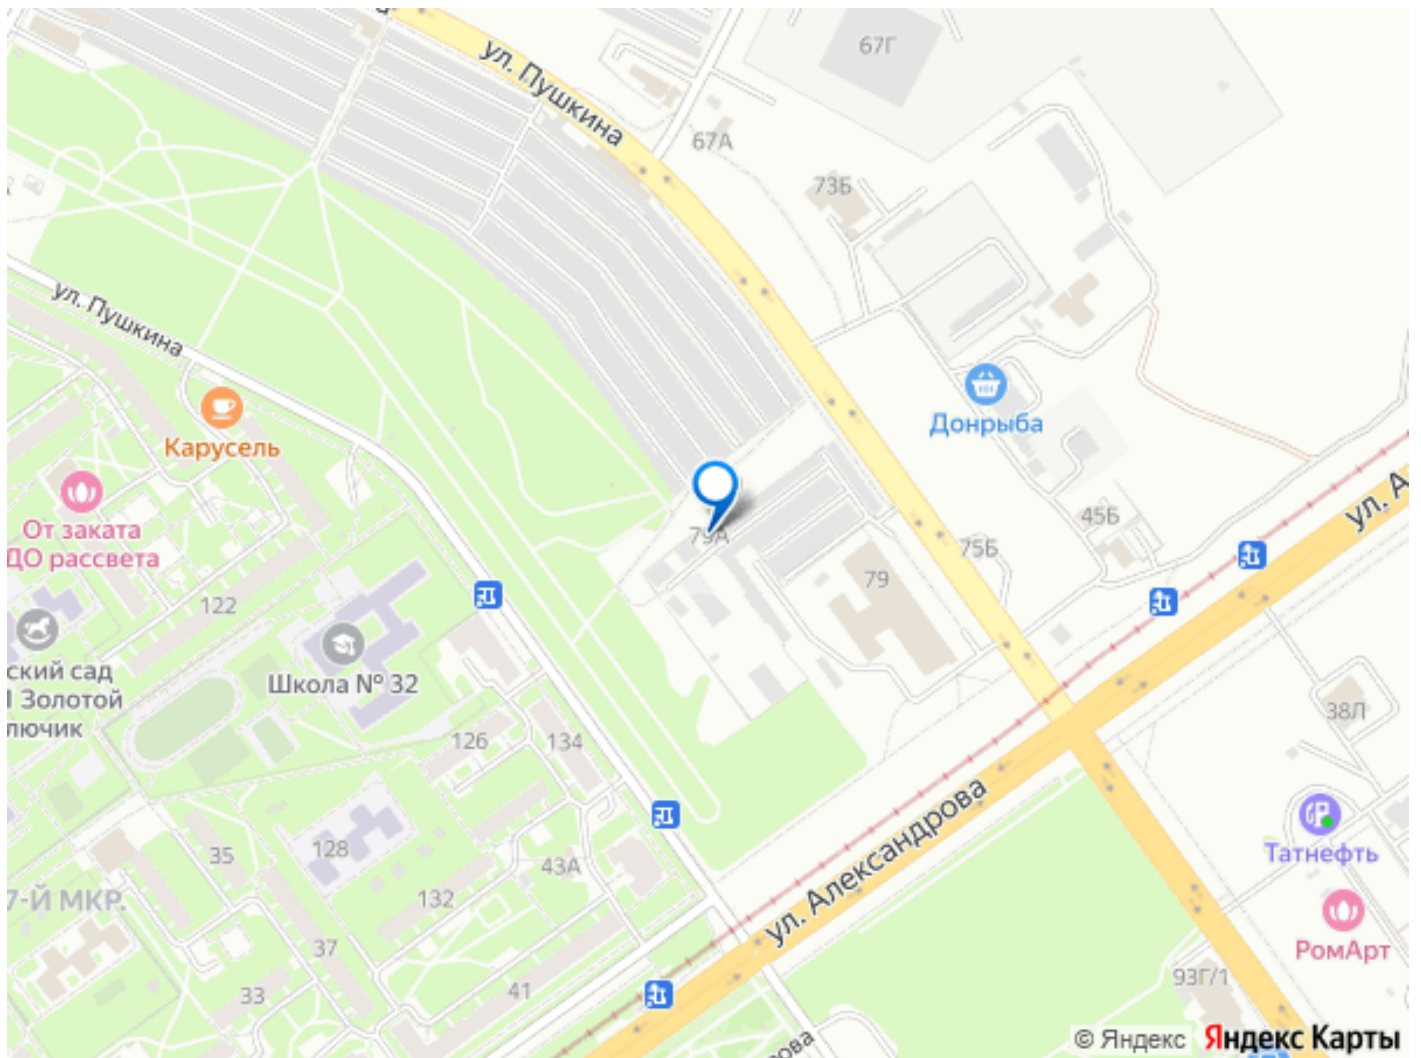 ул. Пушкина
67Г
67А
73Б
ул. Пушкина
Карусель
Донрыба
От заката
ДО рассвета
79А
75Б
45Б
ул. А
79
122
ский сад
Золотой
лючик
Школа № 32
126
134
38Л
ул. Александрова
Татнефть
35
128
43А
132
7-Й МКР.
РомАрт
37
33
41
93Г/1
рова
© Яндекс
Яндекс Карты